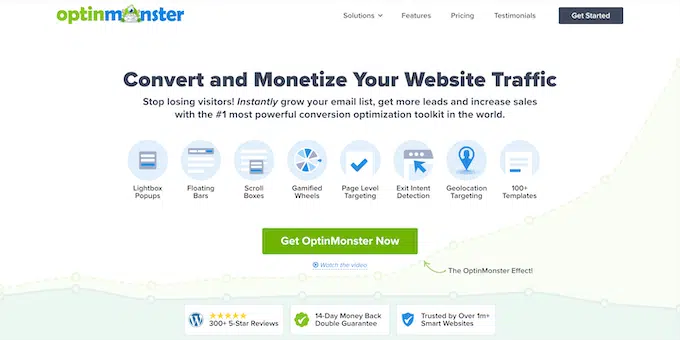 optinmonster
Solutions Features Pricing Testimonials Get Started
Convert and Monetize Your Website Traffic
Stop losing visitors! Instantly grow your email list, get more leads and increase sales
with the #1 most powerful conversion optimization toolkit in the world.
Lightbox Popups
Floating Bars
Scroll Boxes
Gamified Wheels
Page Level Targeting
Exit Intent Detection
Geolocation Targeting
100+ Templates
Get OptinMonster Now
Watch the video
The OptinMonster Effect!
300+ 5-Star Reviews
14-Day Money Back
Double Guarantee
Trusted by Over 1m+
Smart Websites